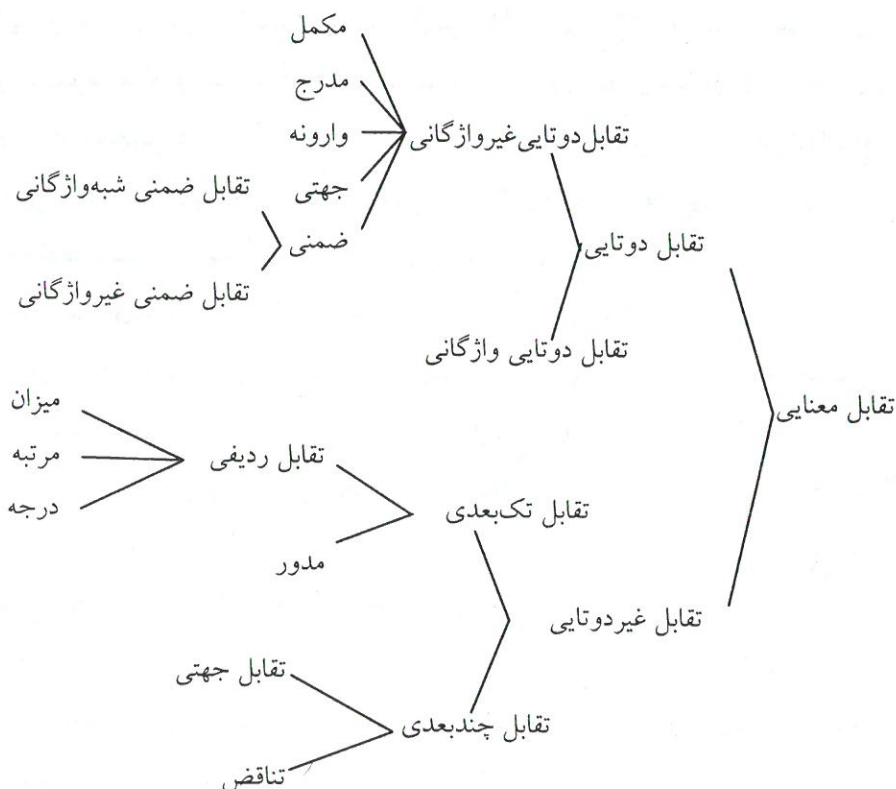 مکمل
مدرج
تقابل دوتایی غیرواژگانی
وارونه
تقابل ضمنی شبه‌واژگانی
جهتی
ضمنی
تقابل دوتایی
تقابل ضمنی غیرواژگانی
تقابل دوتایی واژگانی
تقابل معنایی
میزان
تقابل ردیفی
مرتبه
درجه
تقابل تک‌بعدی
مدور
تقابل غیردوتایی
تقابل جهتی
تقابل چندبعدی
تناقض